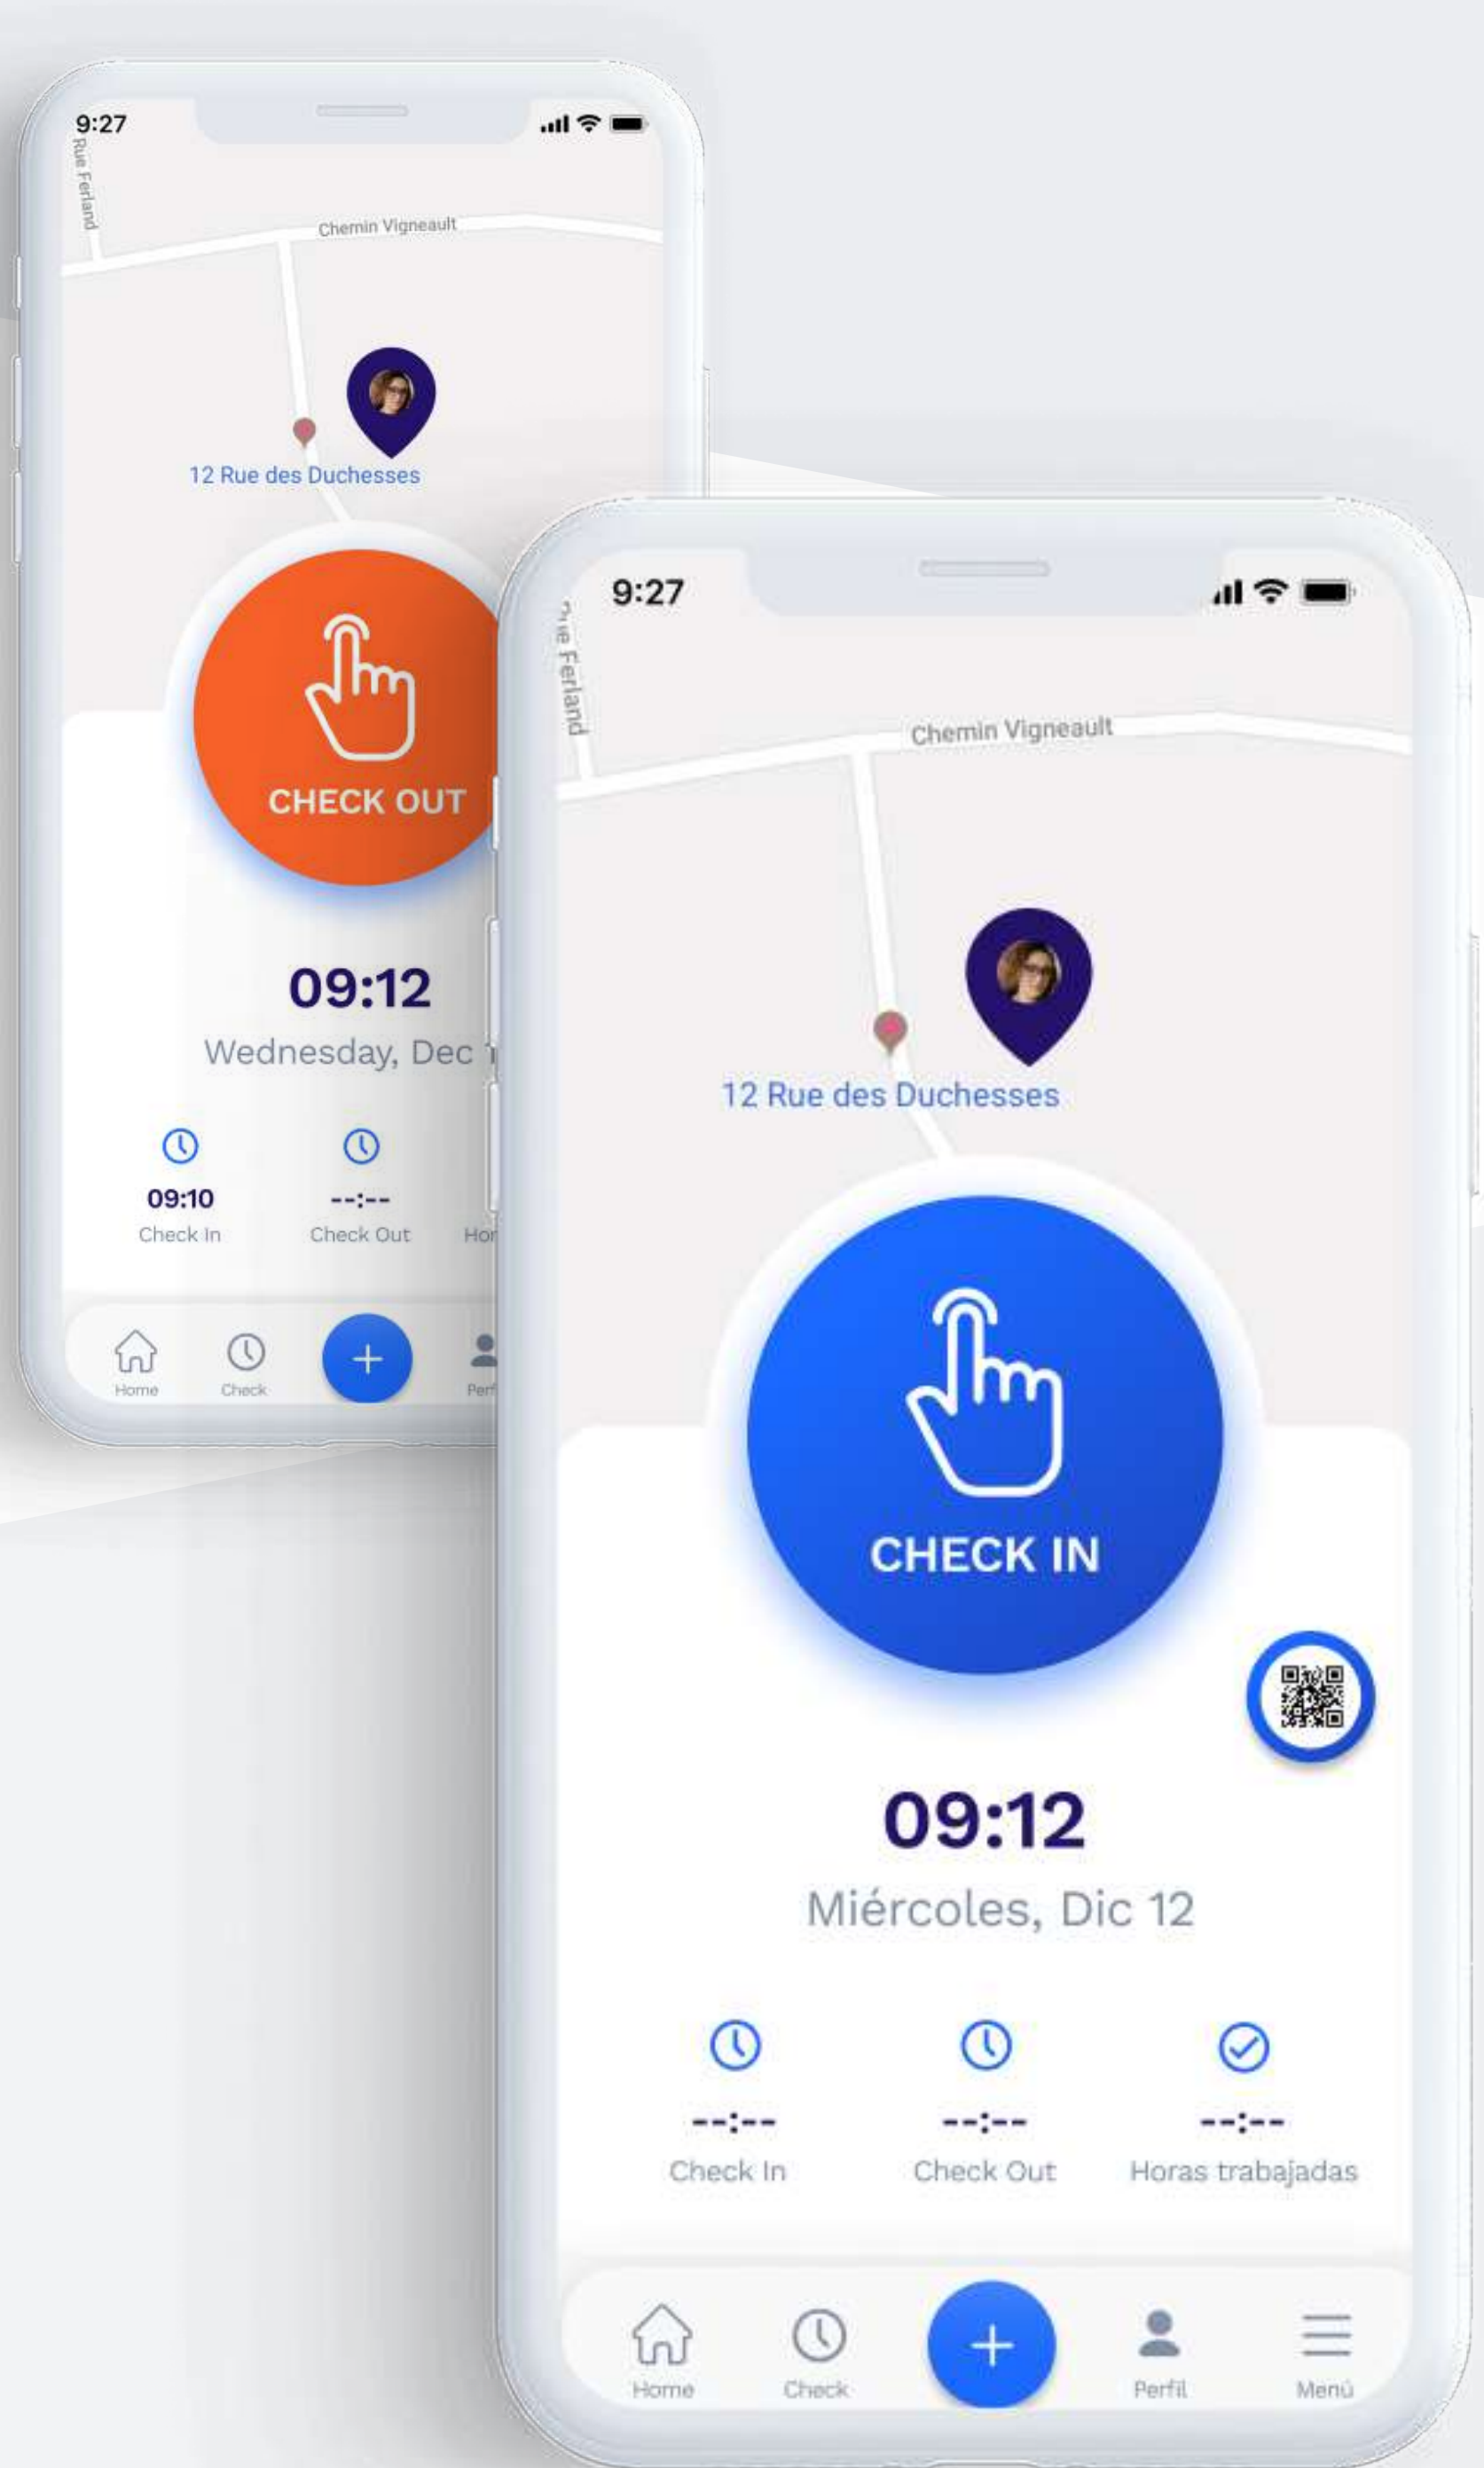 9:27
Rue Ferland
Chemin Vigneault
12 Rue des Duchesses
CHECK OUT
09:12
Wednesday, Dec
09:10
--:--
Check In
Check Out
Home
Check
9:27
Rue Ferland
Chemin Vigneault
12 Rue des Duchesses
CHECK IN
09:12
Miércoles, Dic 12
--:--
--:--
--:--
Check In
Check Out
Horas trabajadas
Home
Check
Perfil
Menú